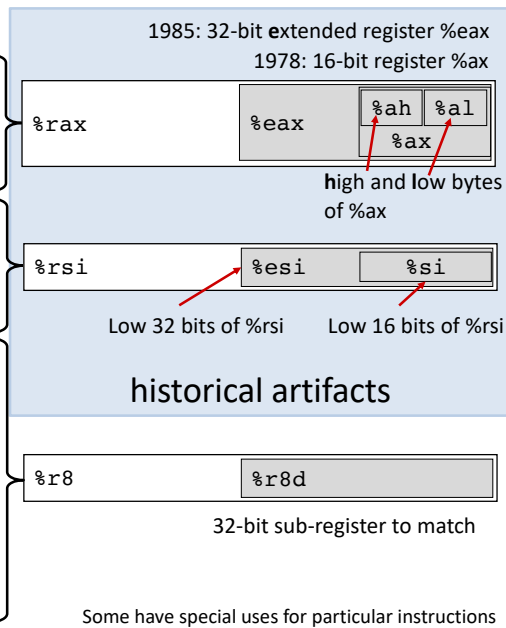 1985: 32-bit extended register %eax
1978: 16-bit register %ax
%rax
%eax
%ah
%al
%ax
high and low bytes
of %ax
%rsi
%esi
%si
Low 32 bits of %rsi
Low 16 bits of %rsi
historical artifacts
%r8
%r8d
32-bit sub-register to match
Some have special uses for particular instructions